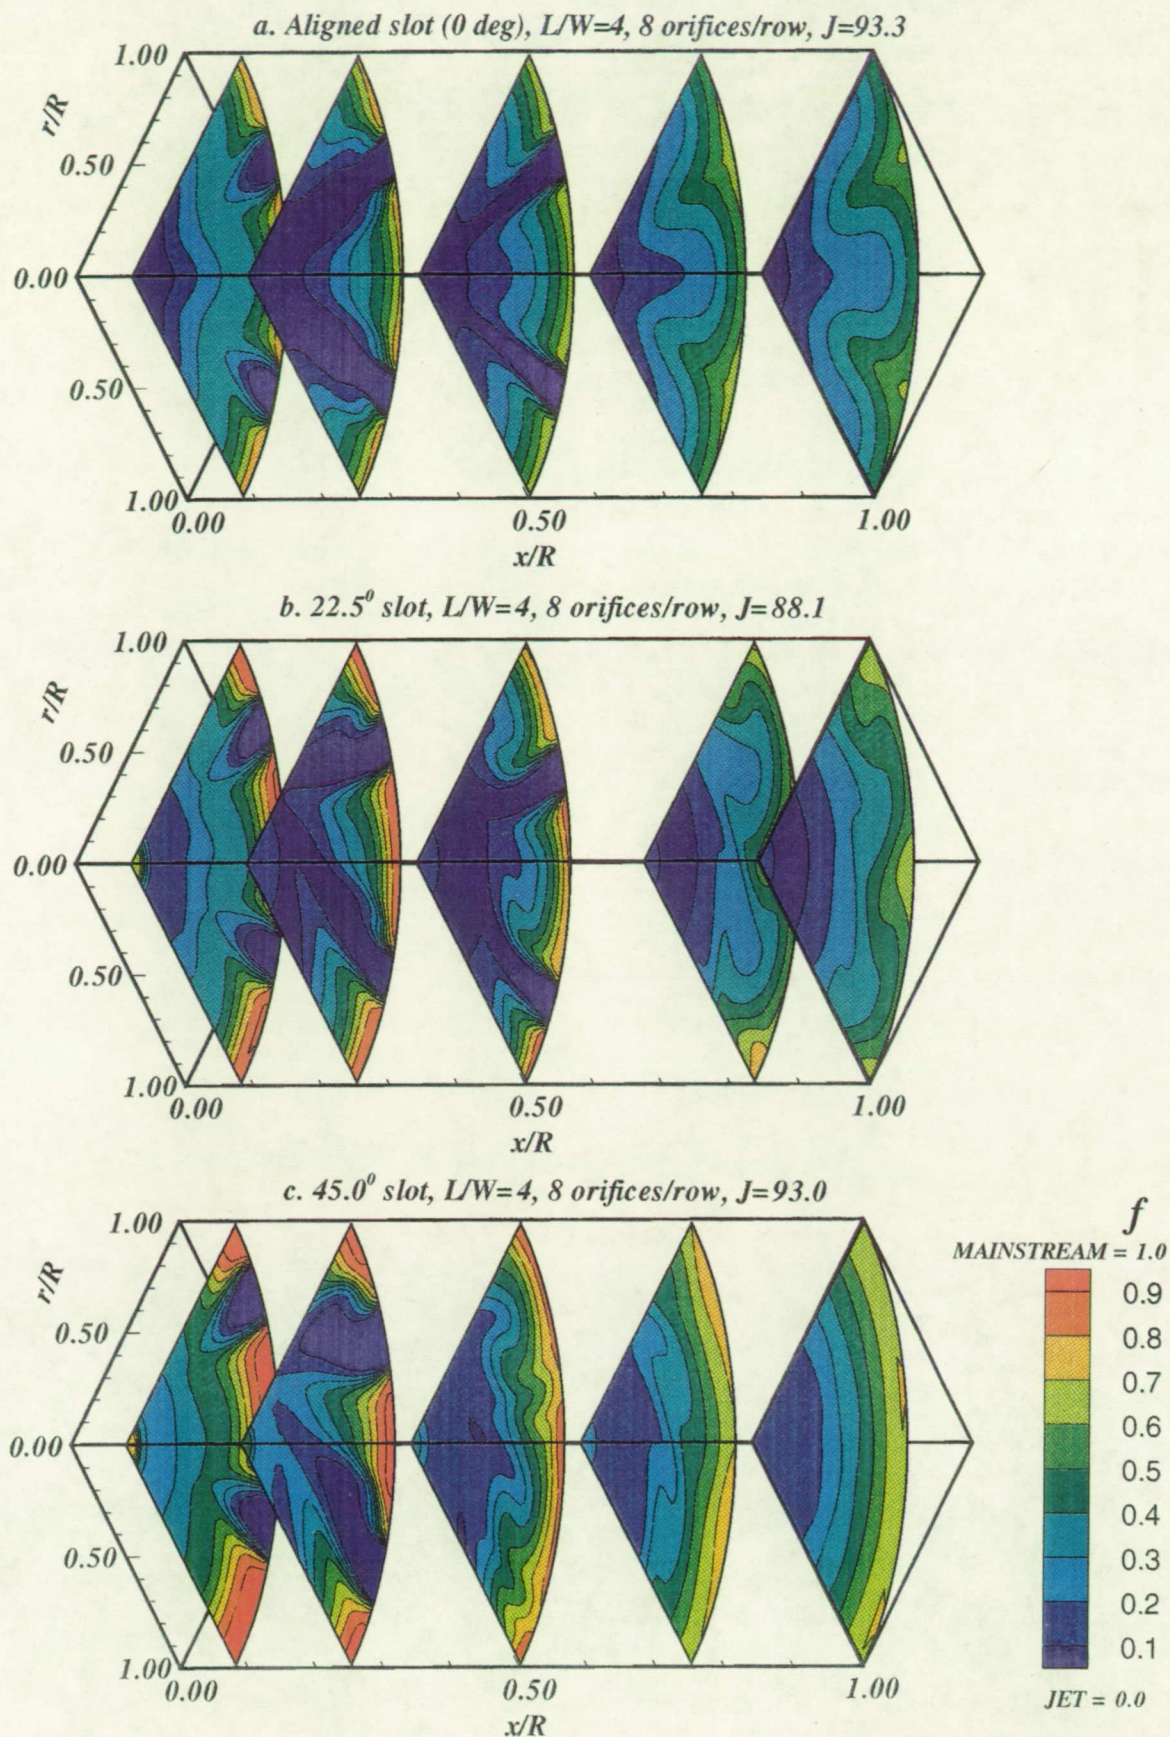 a. Aligned slot (0 deg), L/W=4, 8 orifices/row, J=93.3
1.00
r/R
0.50
0.00
0.50
1.00
0.00 0.50 1.00
x/R
b. 22.5⁰ slot, L/W=4, 8 orifices/row, J=88.1
1.00
r/R
0.50
0.00
0.50
1.00
0.00 0.50 1.00
x/R
c. 45.0⁰ slot, L/W=4, 8 orifices/row, J=93.0
1.00
r/R
0.50
0.00
0.50
1.00
0.00 0.50 1.00
x/R
f
MAINSTREAM = 1.0
0.9
0.8
0.7
0.6
0.5
0.4
0.3
0.2
0.1
JET = 0.0